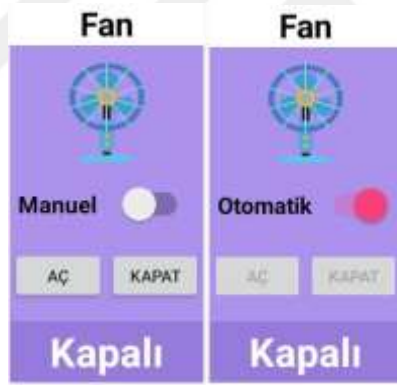 Fan
Manuel
AÇ KAPAT
Kapalı
Fan
Otomatik
AÇ KAPAT
Kapalı